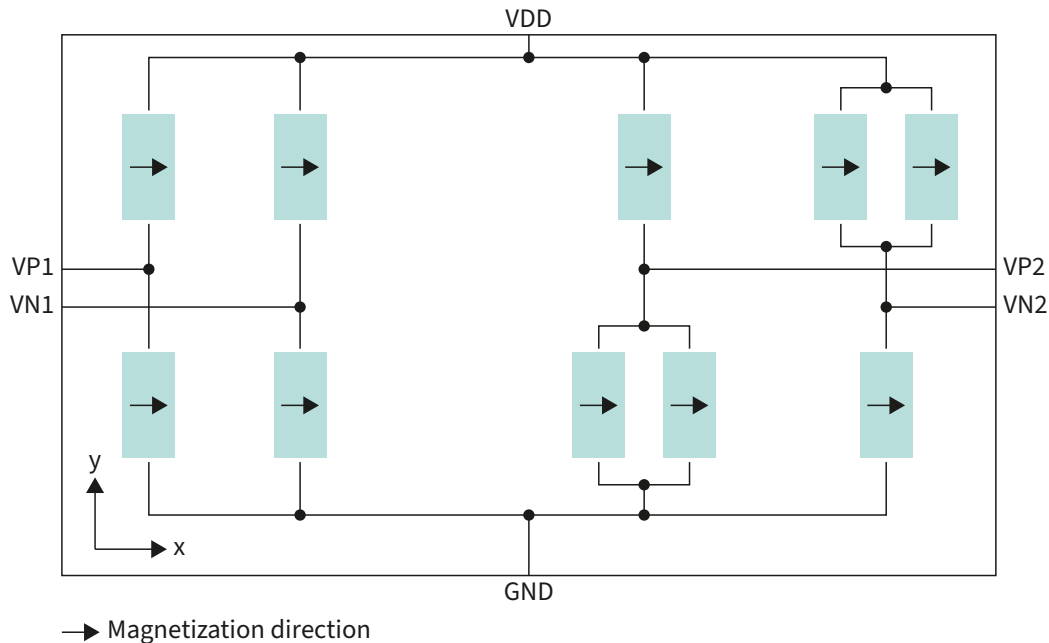 VDD
VP1
VP2
VN1
VN2
y
x
GND
Magnetization direction